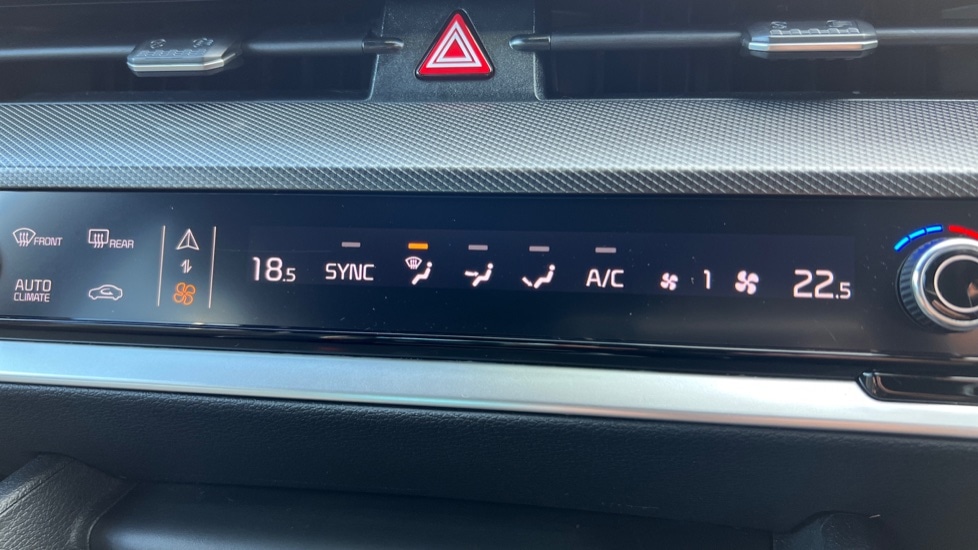 FRONT REAR
18.5 SYNC A/C 1 22.5
AUTO
CLIMATE